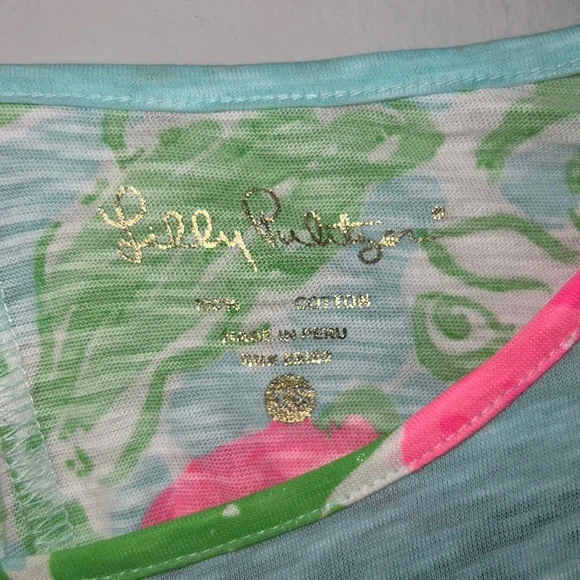 Lilly Pulitzer®
100% COTTON
MADE IN PERU